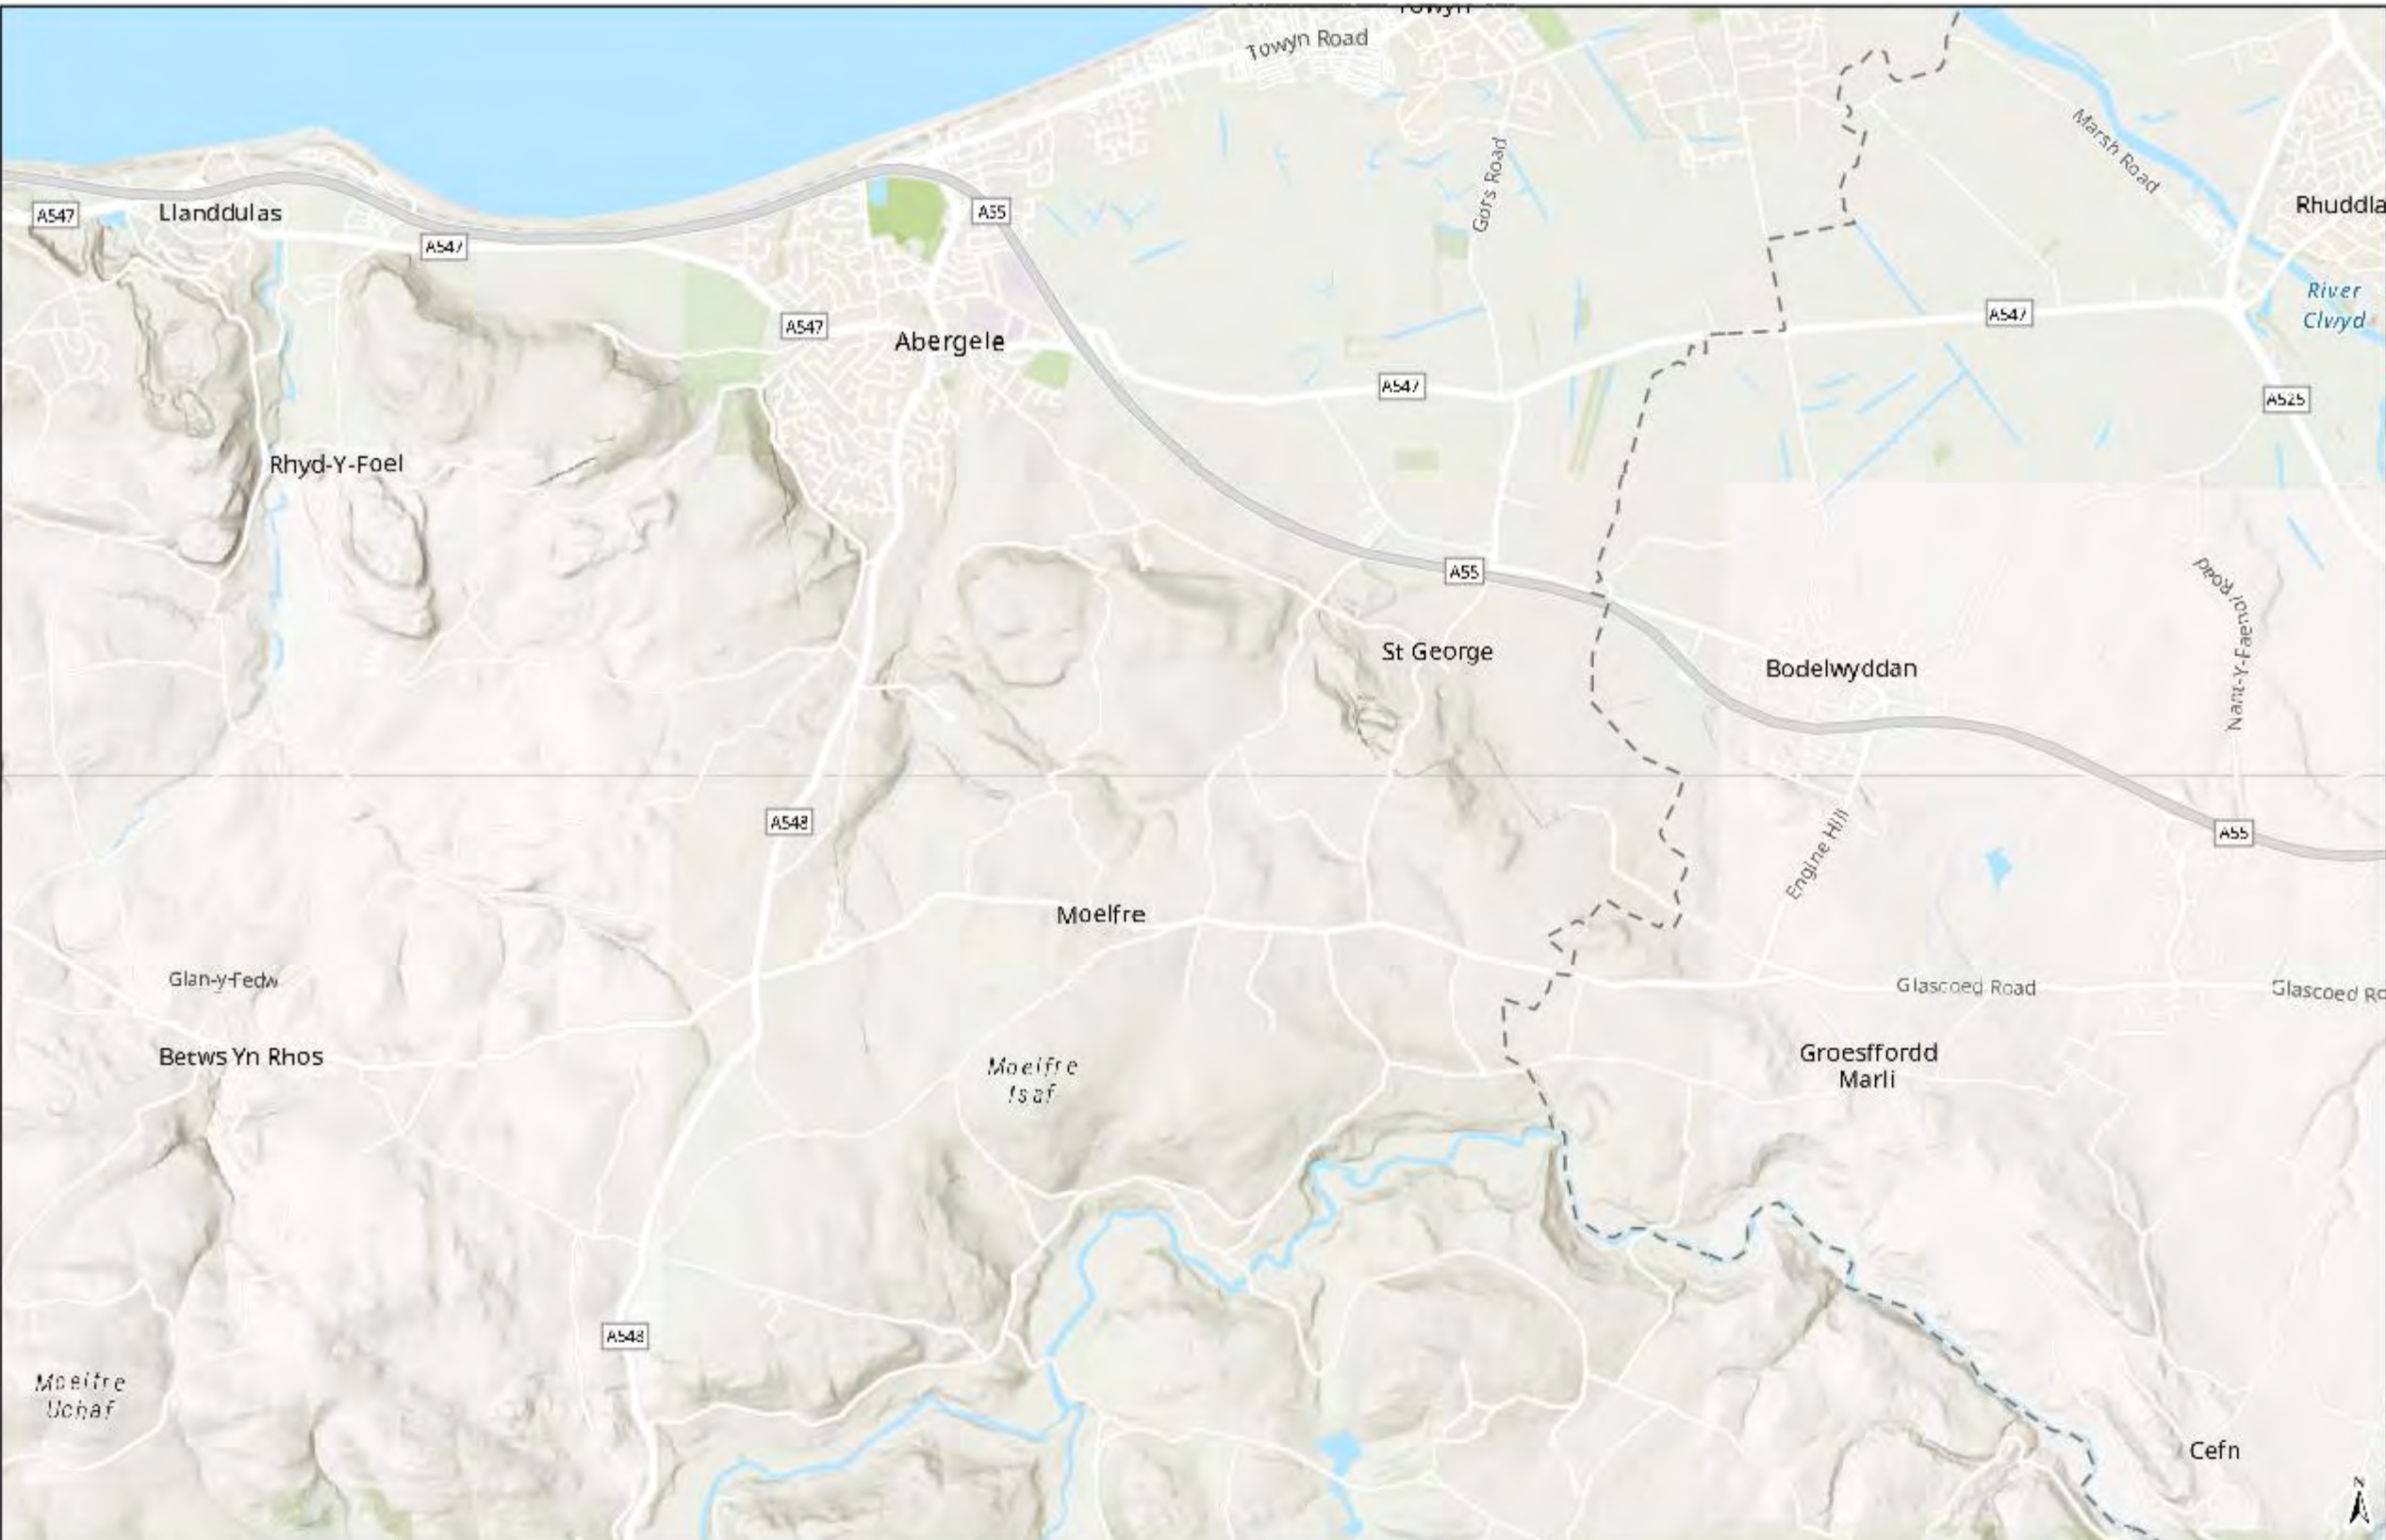 Towyn
Towyn Road
Marsh Road
Gors Road
Rhuddla
A547
Llanddulas
A55
A547
River
Clwyd
A547
A547
Abergele
A547
A525
Rhyd-Y-Foel
A55
Nant-Y-Faenol Road
St George
Bodelwyddan
A548
A55
Engine Hill
Moelfre
Glan-y-Fedw
Glascoed Road
Glascoed Ro
Betws Yn Rhos
Groesffordd
Marli
Moelfre
Isaf
A548
Moelfre
Uchaf
Cefn
N